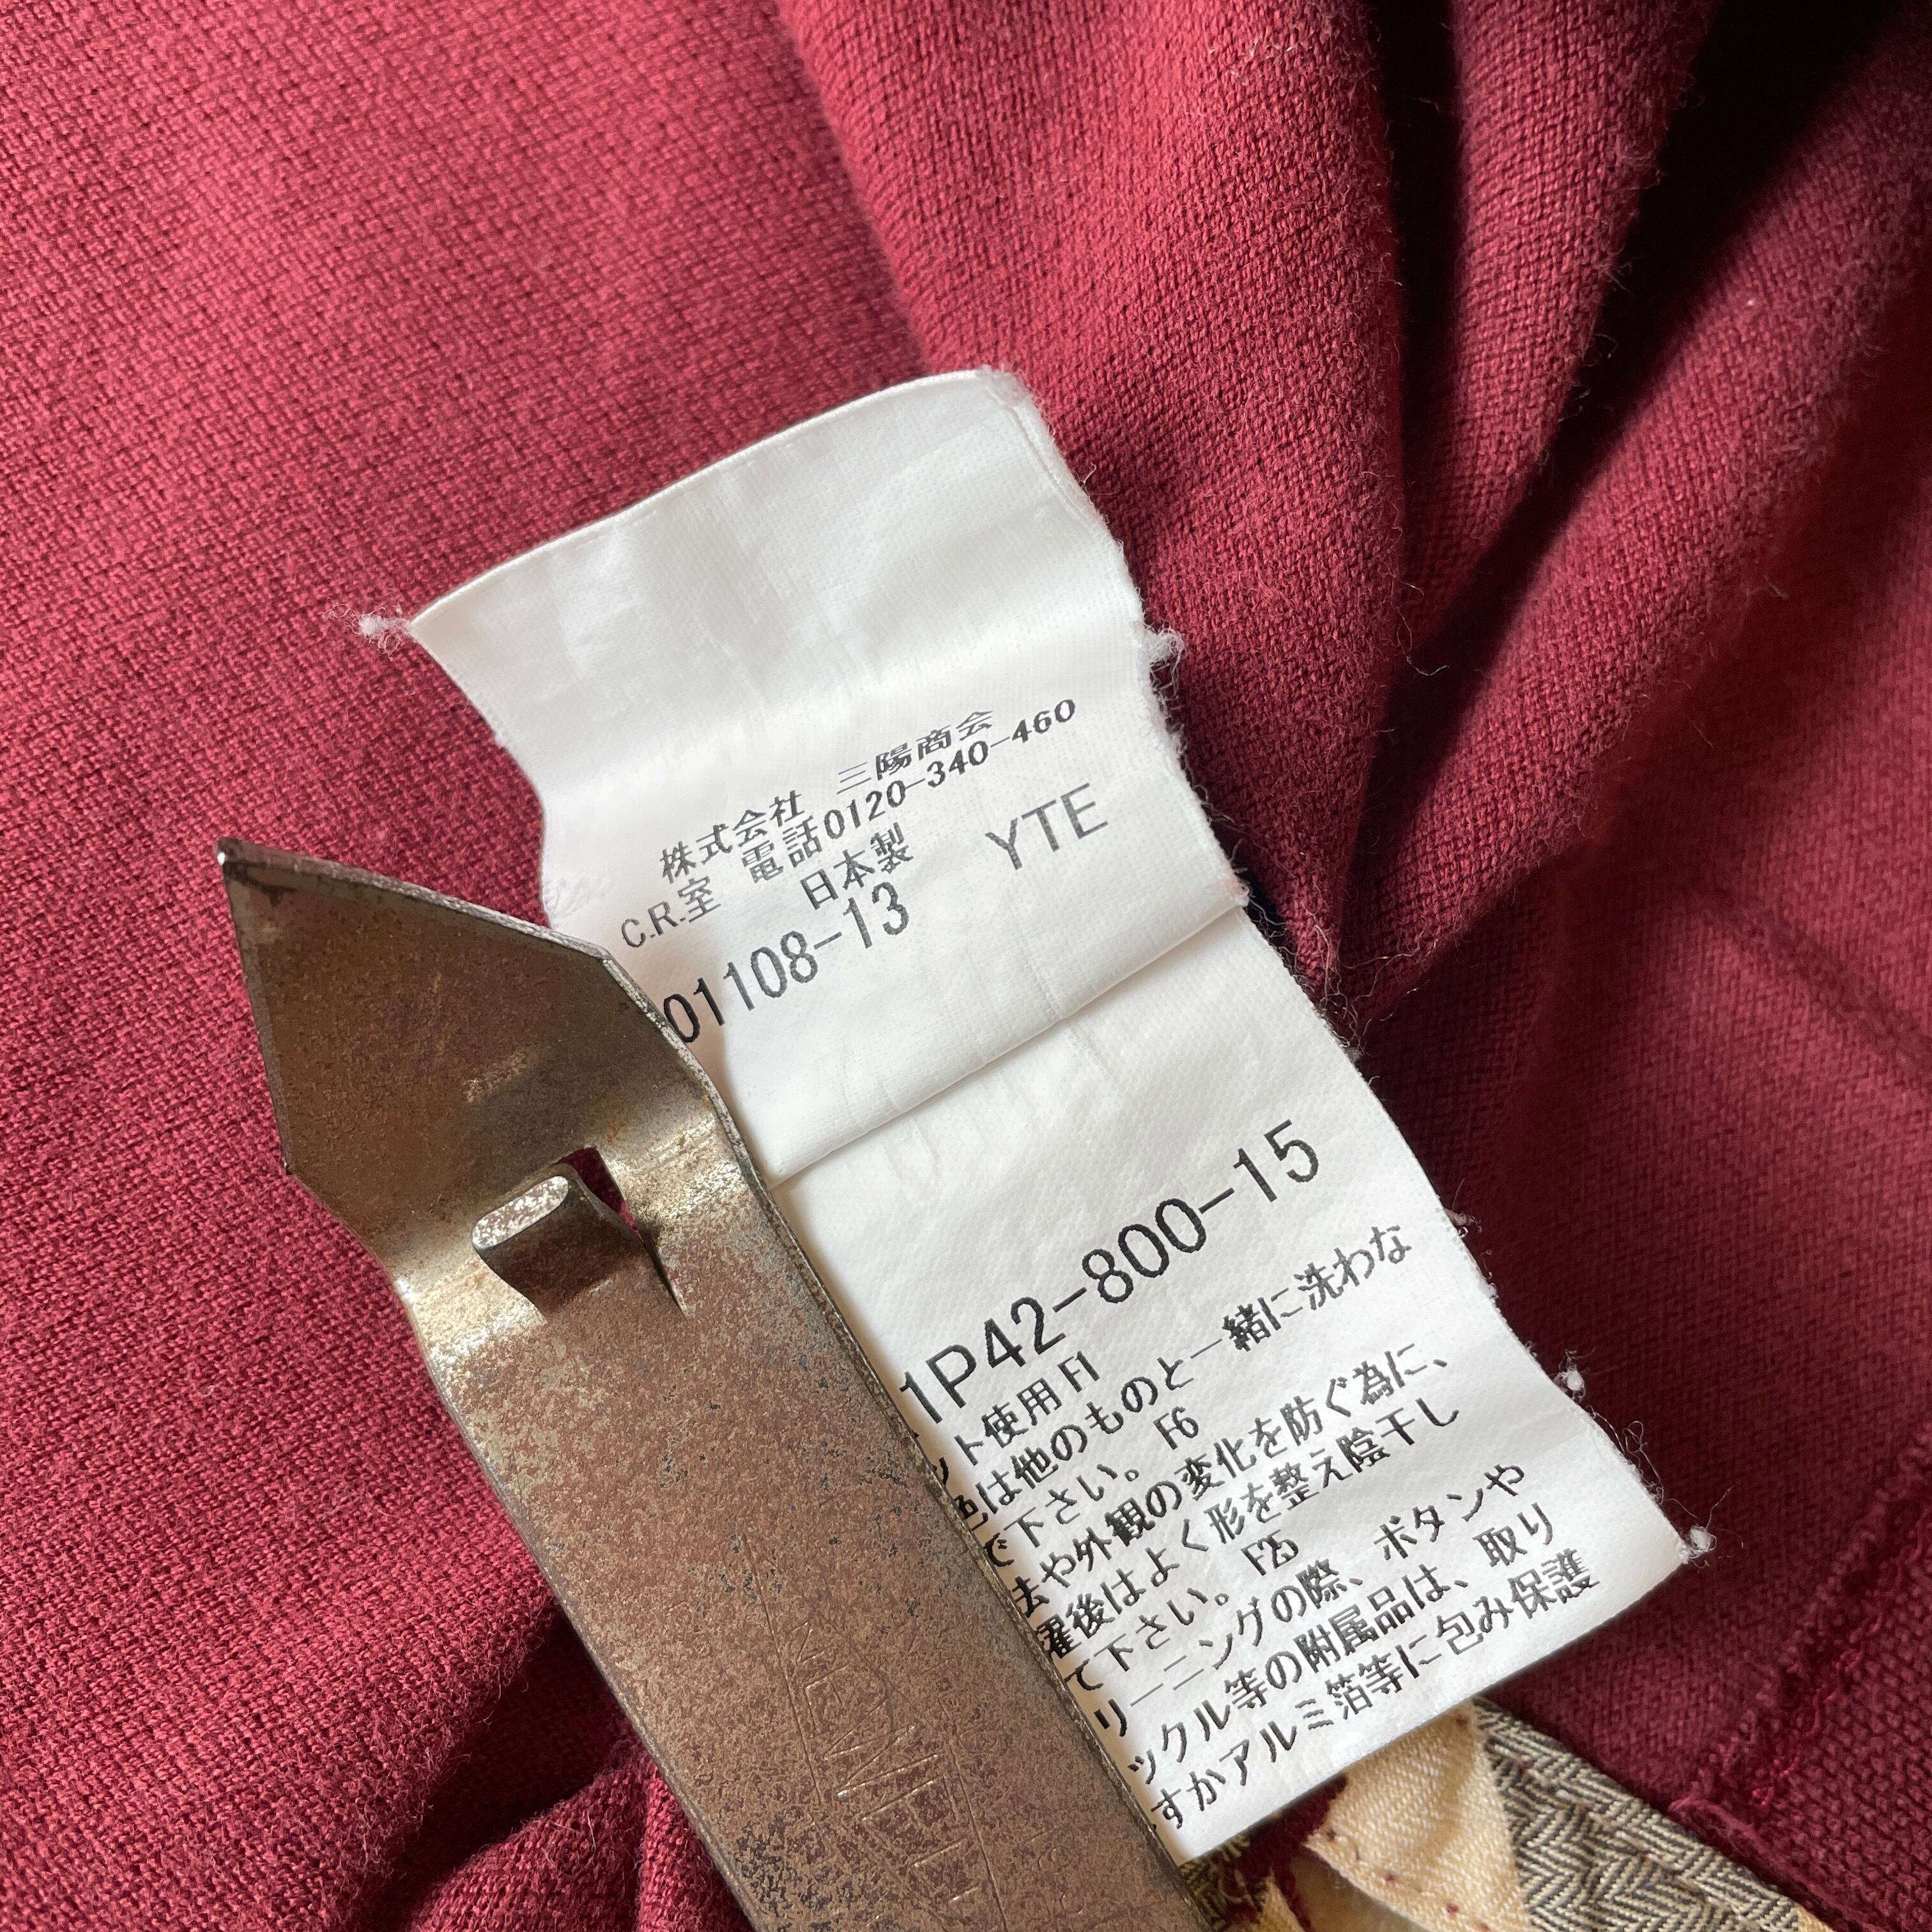 株式会社 三陽商会
C.R.室 電話0120-340-460
日本製 YTE
01108-13
1P42-800-15
ット使用 F1
色は他のものと一緒に洗わな
で下さい。 F6
去や外観の変化を防ぐ為に、
濯後はよく形を整え陰干し
て下さい。 F25
リーニングの際、ボタンや
ックル等の附属品は、取り
すかアルミ箔等に包み保護